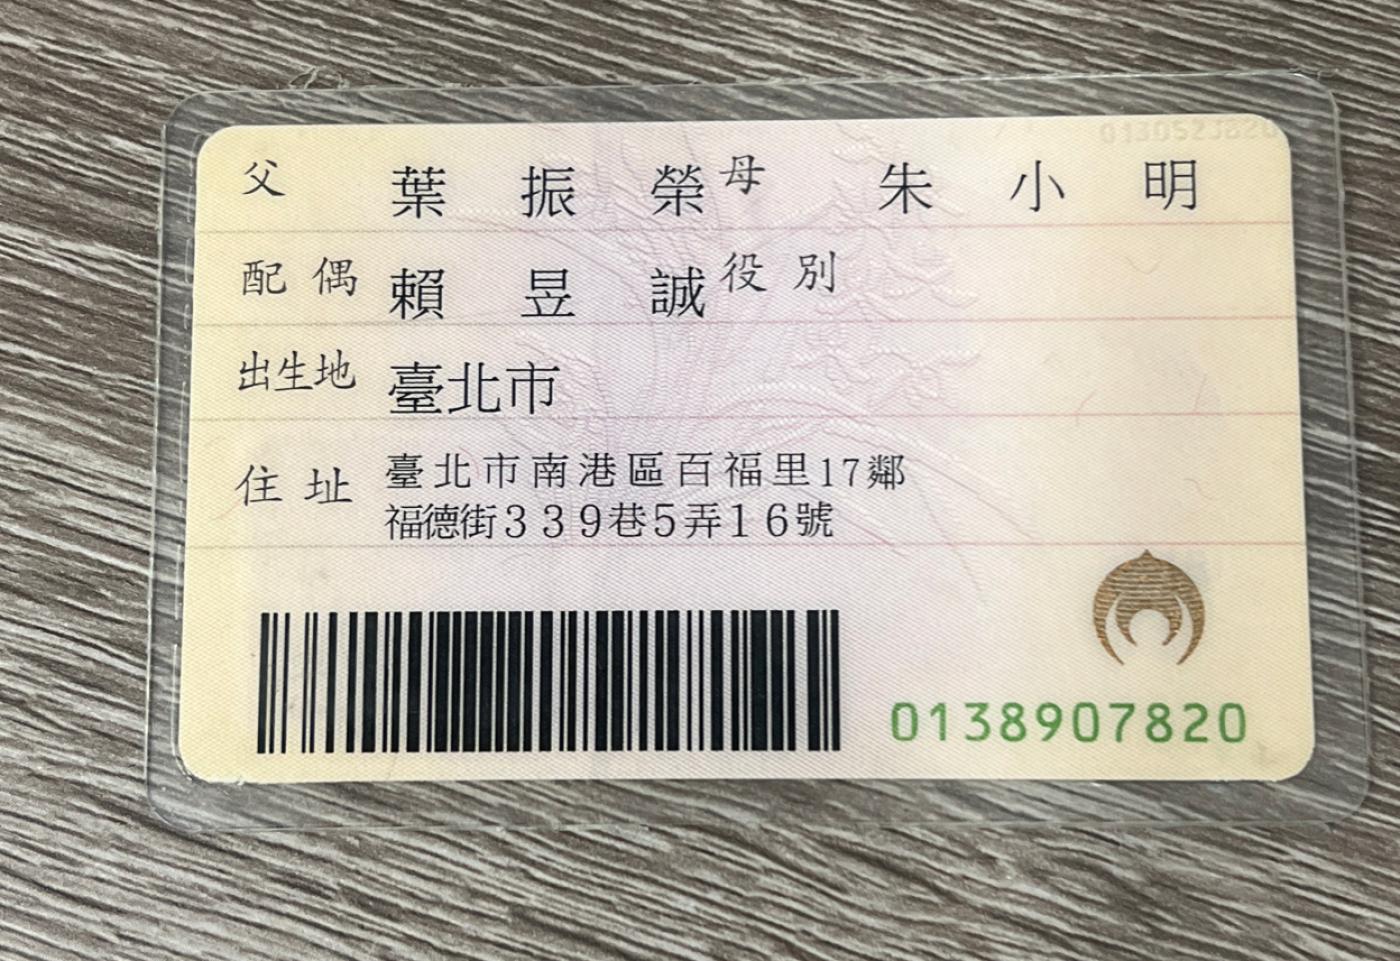 父 葉振榮 母 朱小明
配偶 賴昱誠 役別
出生地 臺北市
住址 臺北市南港區百福里17鄰
福德街339巷5弄16號
0138907820